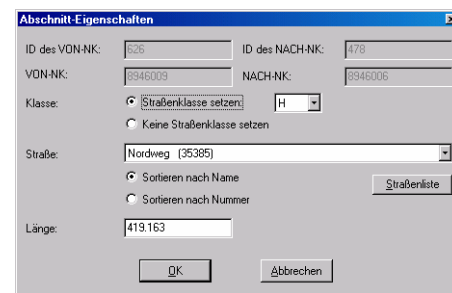 Abschnitt-Eigenschaften
ID des VON-NK: 626 ID des NACH-NK: 478
VON-NK: 8946009 NACH-NK: 8946006
Klasse: Straßenklasse setzen: H
Keine Straßenklasse setzen
Straße: Nordweg (35385)
Sortieren nach Name
Straßenliste
Sortieren nach Nummer
Länge: 419.163
OK Abbrechen